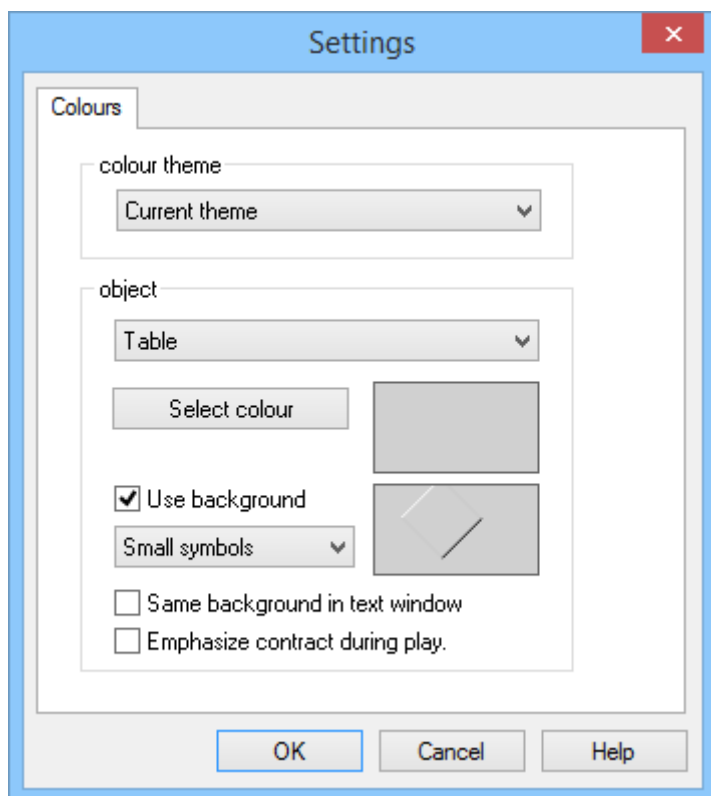 Settings
Colours
colour theme
Current theme
object
Table
Select colour
Use background
Small symbols
Same background in text window
Emphasize contract during play.
OK Cancel Help